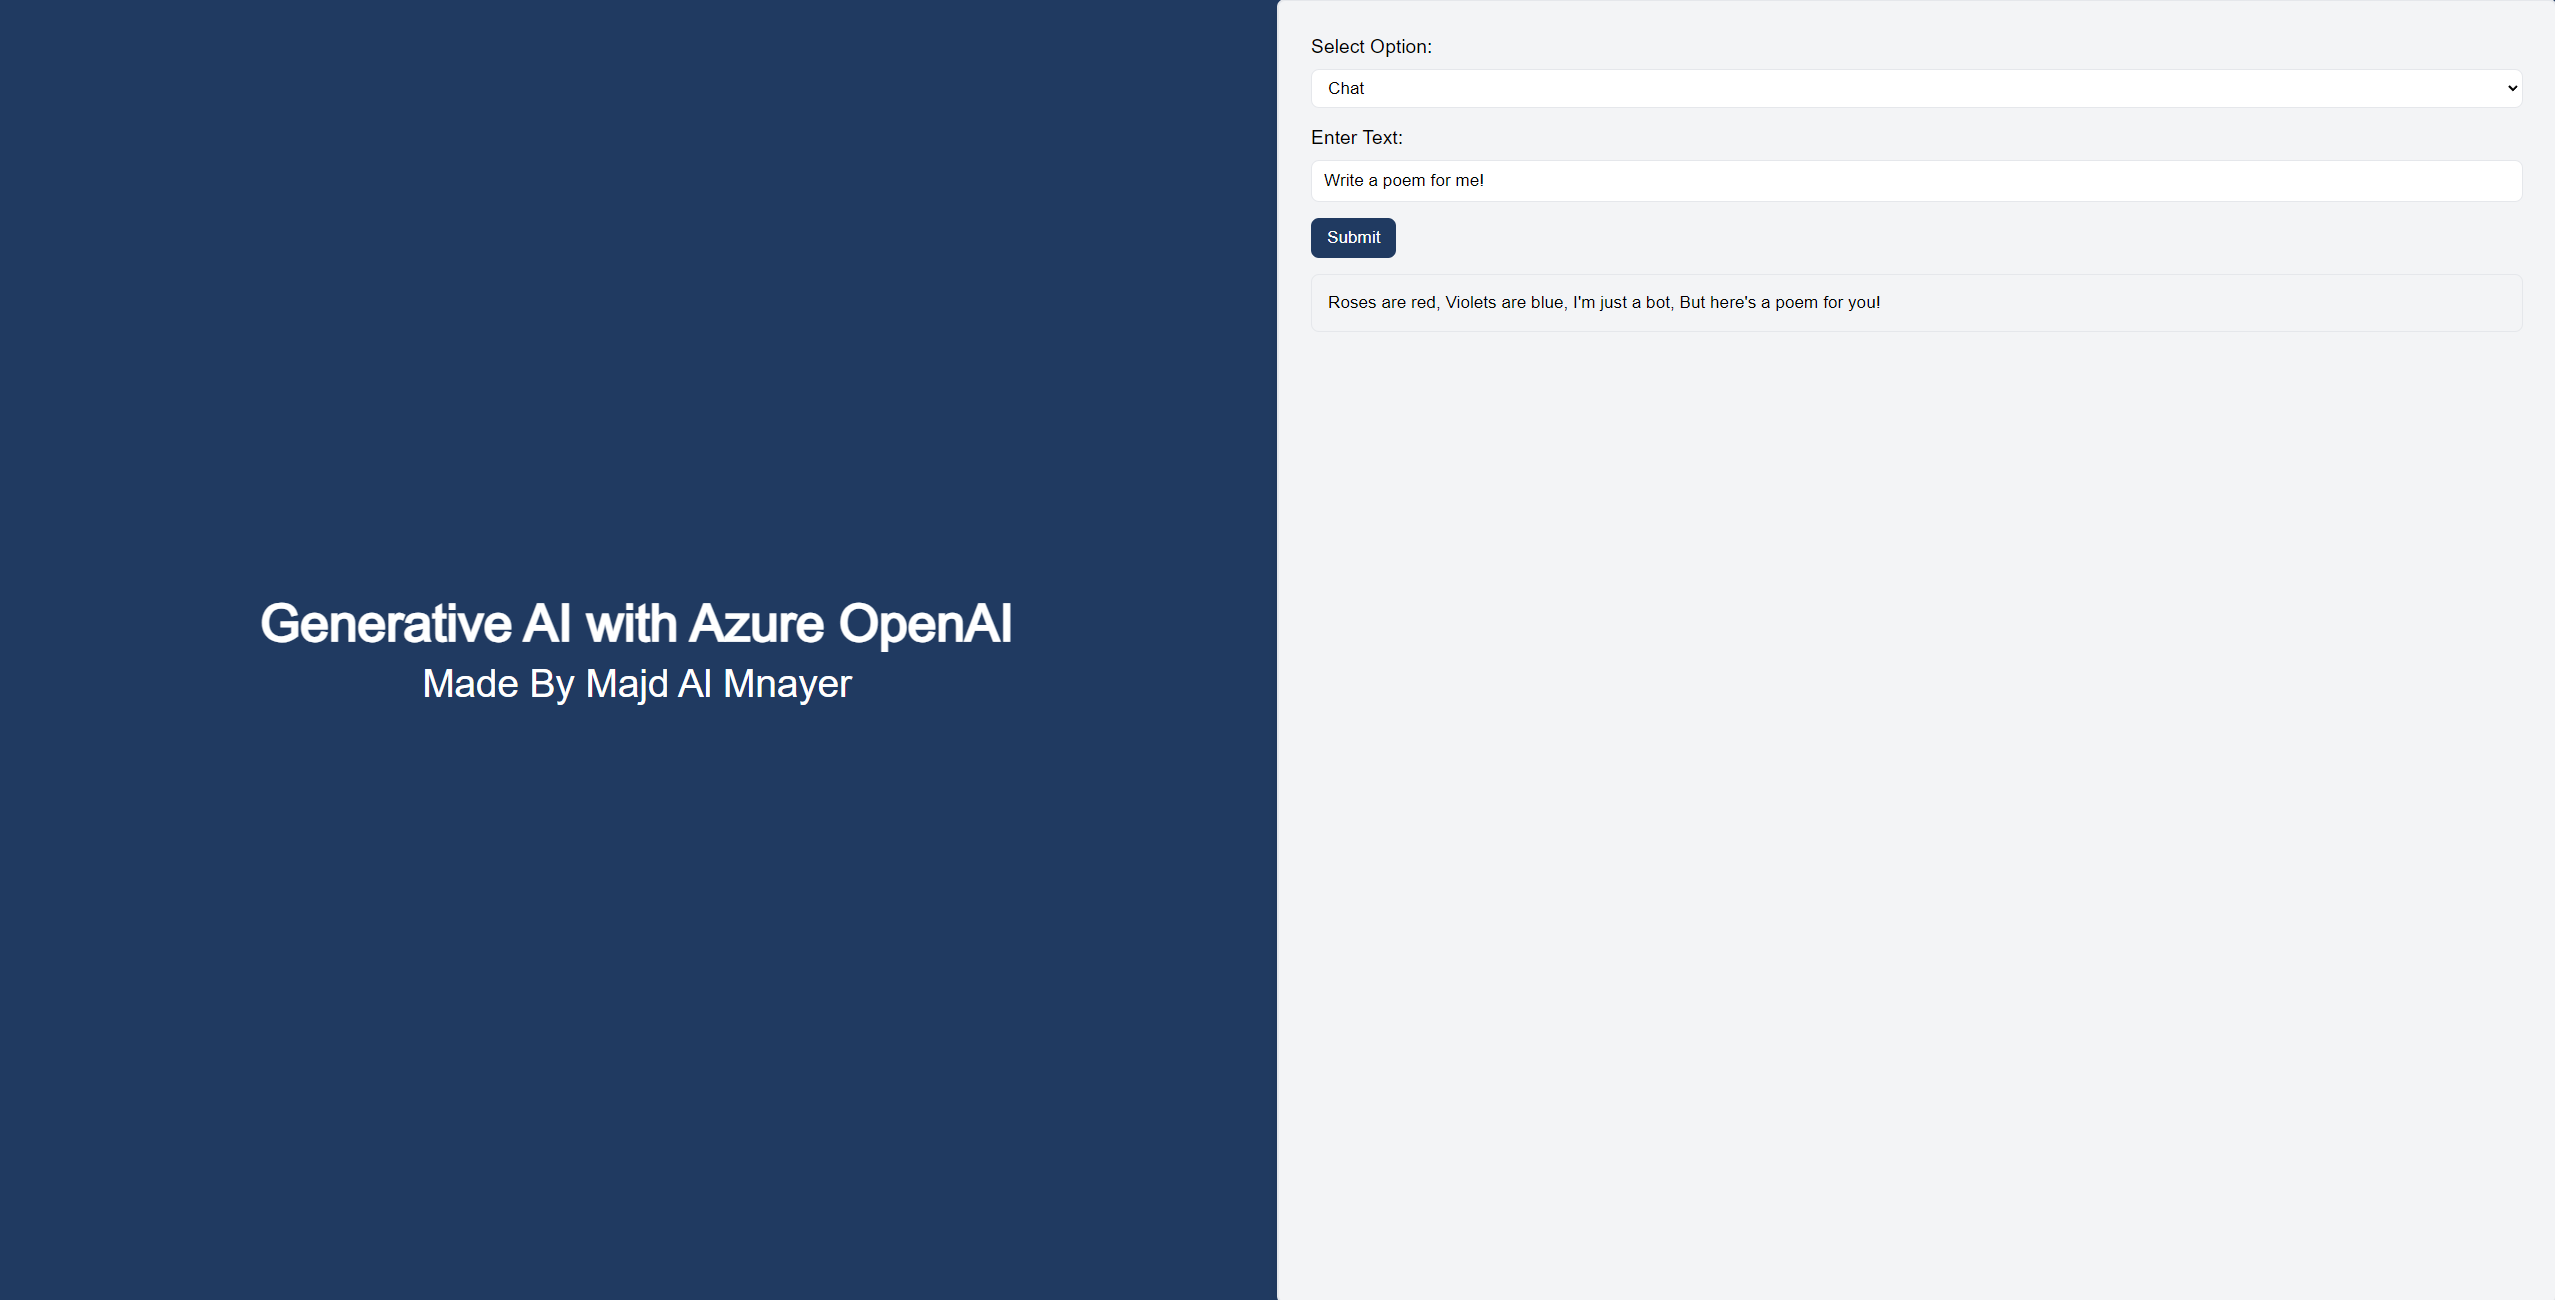 Generative AI with Azure OpenAI
Made By Majd Al Mnayer
Select Option:
Chat
Enter Text:
Write a poem for me!
Submit
Roses are red, Violets are blue, I'm just a bot, But here's a poem for you!